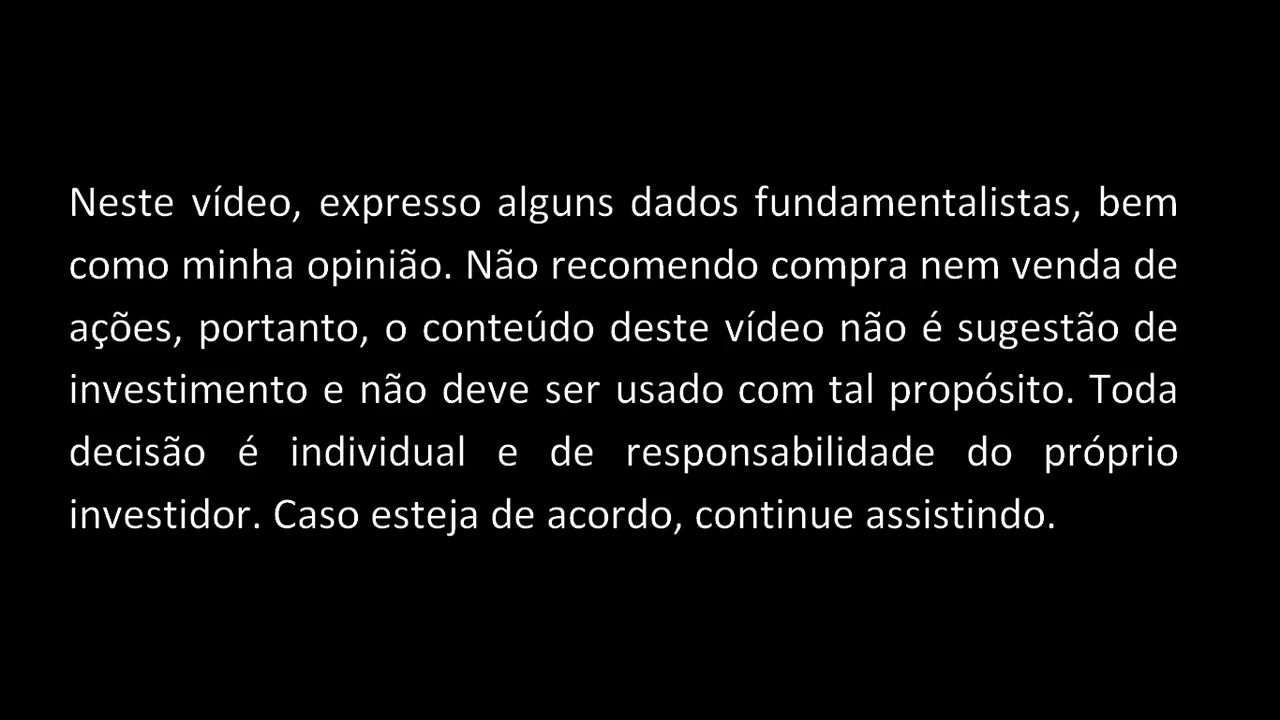 Neste vídeo, expresso alguns dados fundamentalistas, bem
como minha opinião. Não recomendo compra nem venda de
ações, portanto, o conteúdo deste vídeo não é sugestão de
investimento e não deve ser usado com tal propósito. Toda
decisão é individual e de responsabilidade do próprio
investidor. Caso esteja de acordo, continue assistindo.